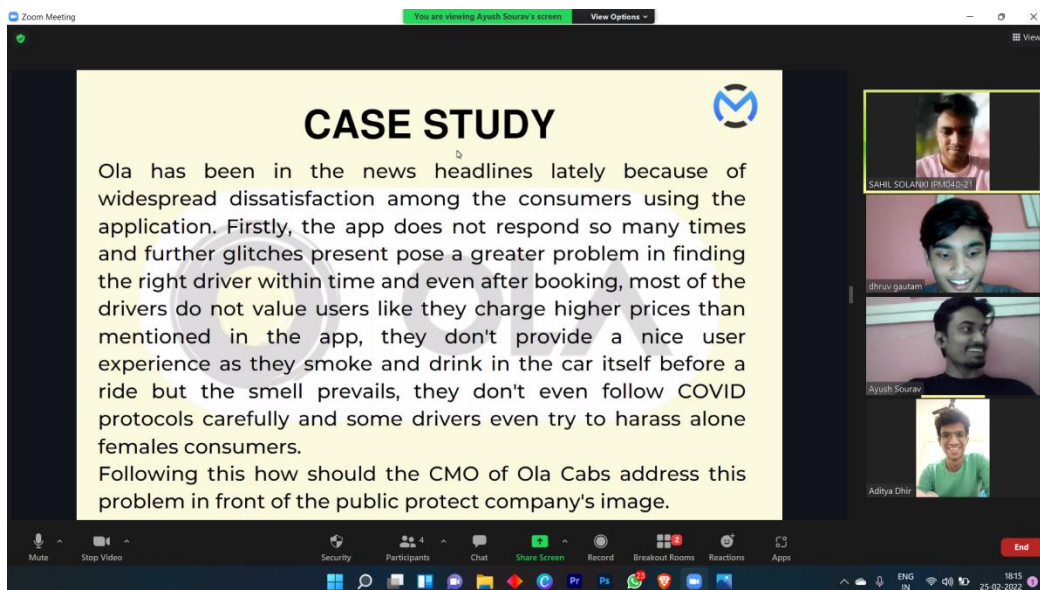 Zoom Meeting
You are viewing Ayush Sourav's screen
View Options
View
CASE STUDY
Ola has been in the news headlines lately because of
widespread dissatisfaction among the consumers using the
application. Firstly, the app does not respond so many times
and further glitches present pose a greater problem in finding
the right driver within time and even after booking, most of the
drivers do not value users like they charge higher prices than
mentioned in the app, they don't provide a nice user
experience as they smoke and drink in the car itself before a
ride but the smell prevails, they don't even follow COVID
protocols carefully and some drivers even try to harass alone
females consumers.
Following this how should the CMO of Ola Cabs address this
problem in front of the public protect company's image.
OLA
SAHIL SOLANKI IPM040-21
dhruv gautam
Ayush Sourav
Aditya Dhir
Mute
Stop Video
Security
Participants
4
Chat
Share Screen
Record
Breakout Rooms
2
Reactions
Apps
End
Pr
Ps
23
ENG
IN
18:15
25-02-2022
1